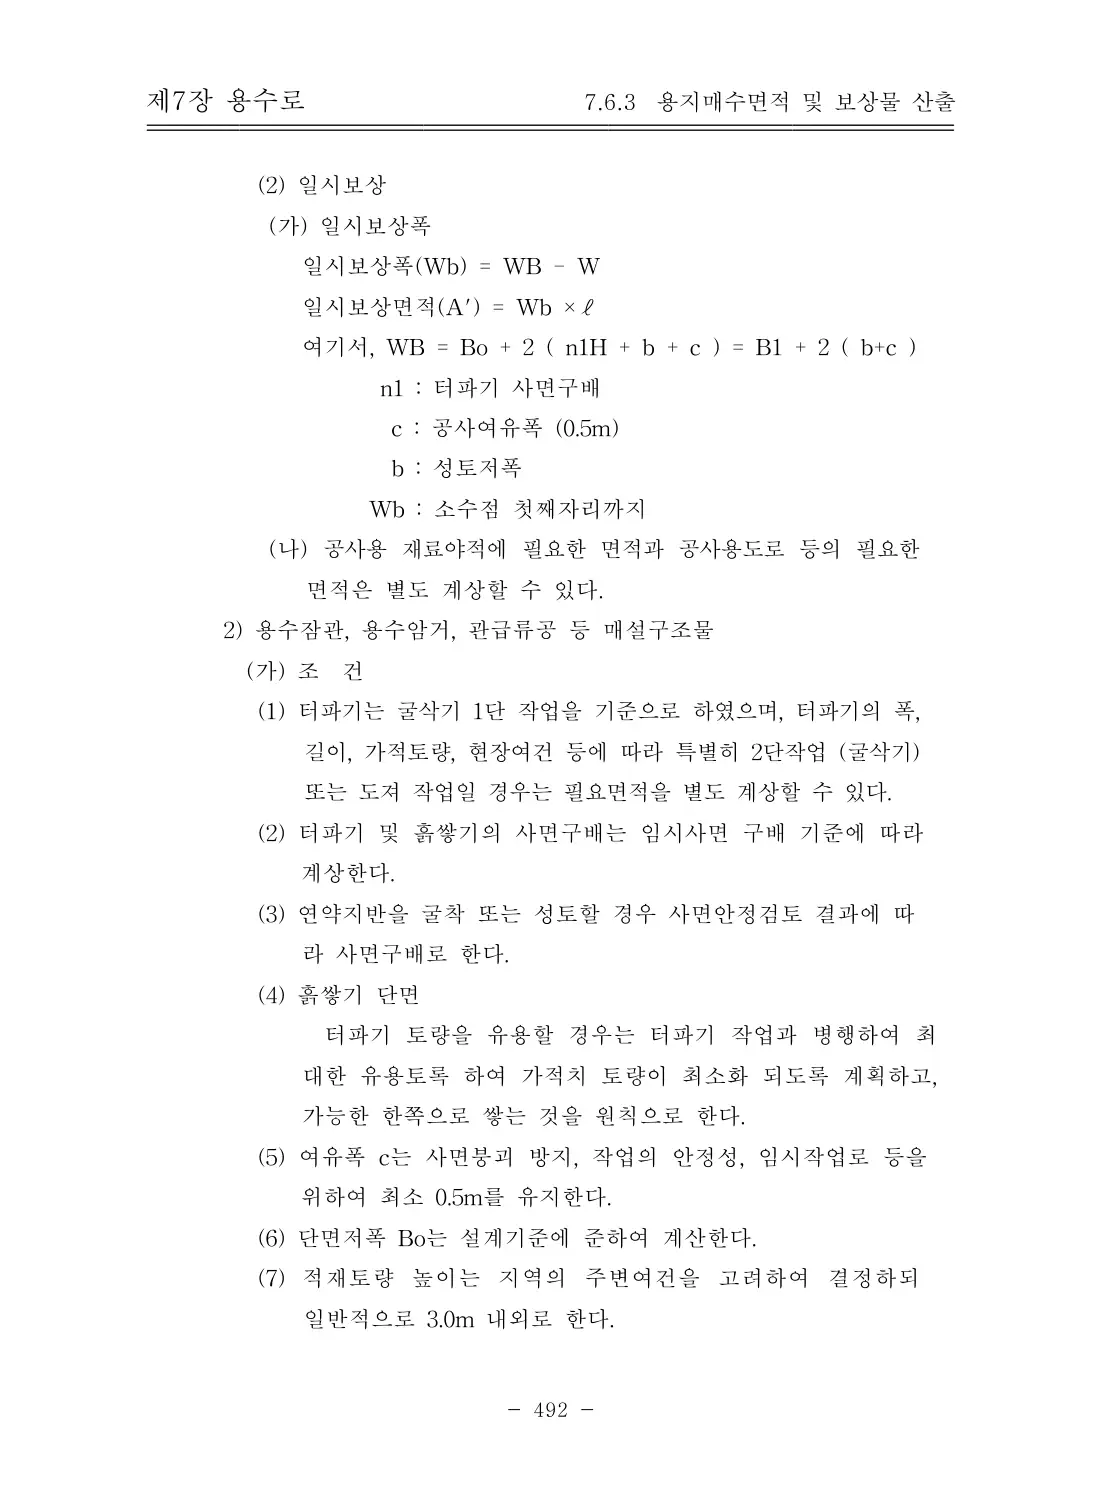 제7장 용수로
7.6.3 용지매수면적 및 보상물 산출
(2) 일시보상
(가) 일시보상폭
일시보상폭(Wb) = WB - W
일시보상면적(A′) = Wb × ℓ
여기서, WB = Bo + 2 ( n1H + b + c ) = B1 + 2 ( b+c )
n1 : 터파기 사면구배
c : 공사여유폭 (0.5m)
b : 성토저폭
Wb : 소수점 첫째자리까지
(나) 공사용 재료야적에 필요한 면적과 공사용도로 등의 필요한
면적은 별도 계상할 수 있다.
2) 용수잠관, 용수암거, 관급류공 등 매설구조물
(가) 조 건
(1) 터파기는 굴삭기 1단 작업을 기준으로 하였으며, 터파기의 폭,
길이, 가적토량, 현장여건 등에 따라 특별히 2단작업 (굴삭기)
또는 도져 작업일 경우는 필요면적을 별도 계상할 수 있다.
(2) 터파기 및 흙쌓기의 사면구배는 임시사면 구배 기준에 따라
계상한다.
(3) 연약지반을 굴착 또는 성토할 경우 사면안정검토 결과에 따
라 사면구배로 한다.
(4) 흙쌓기 단면
터파기 토량을 유용할 경우는 터파기 작업과 병행하여 최
대한 유용토록 하여 가적치 토량이 최소화 되도록 계획하고,
가능한 한쪽으로 쌓는 것을 원칙으로 한다.
(5) 여유폭 c는 사면붕괴 방지, 작업의 안정성, 임시작업로 등을
위하여 최소 0.5m를 유지한다.
(6) 단면저폭 Bo는 설계기준에 준하여 계산한다.
(7) 적재토량 높이는 지역의 주변여건을 고려하여 결정하되
일반적으로 3.0m 내외로 한다.
- 492 -